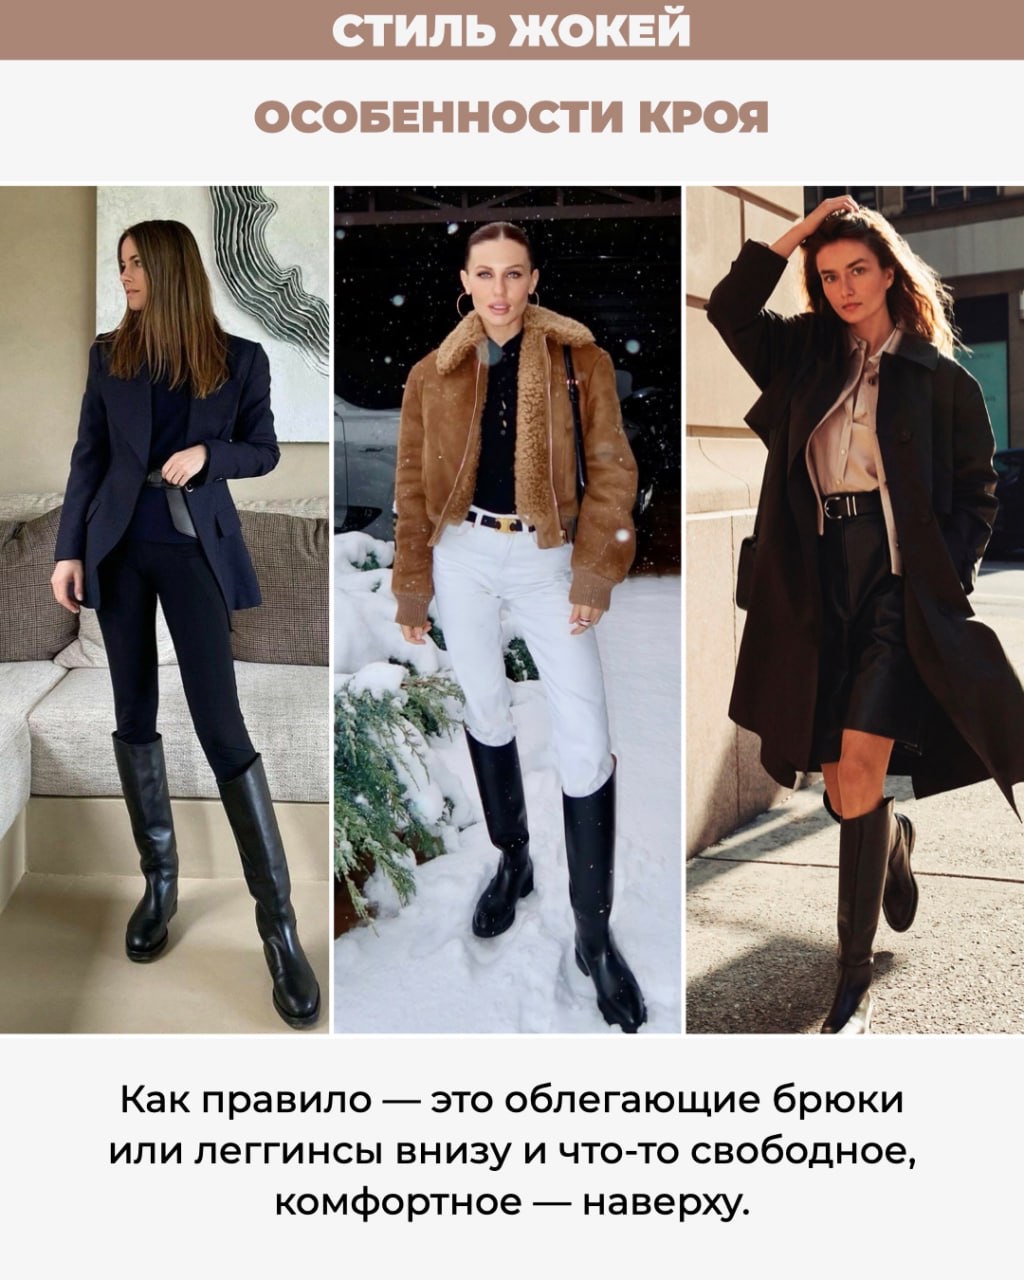 СТИЛЬ ЖОКЕЙ
ОСОБЕННОСТИ КРОЯ
Как правило — это облегающие брюки
или леггинсы внизу и что-то свободное,
комфортное — наверху.